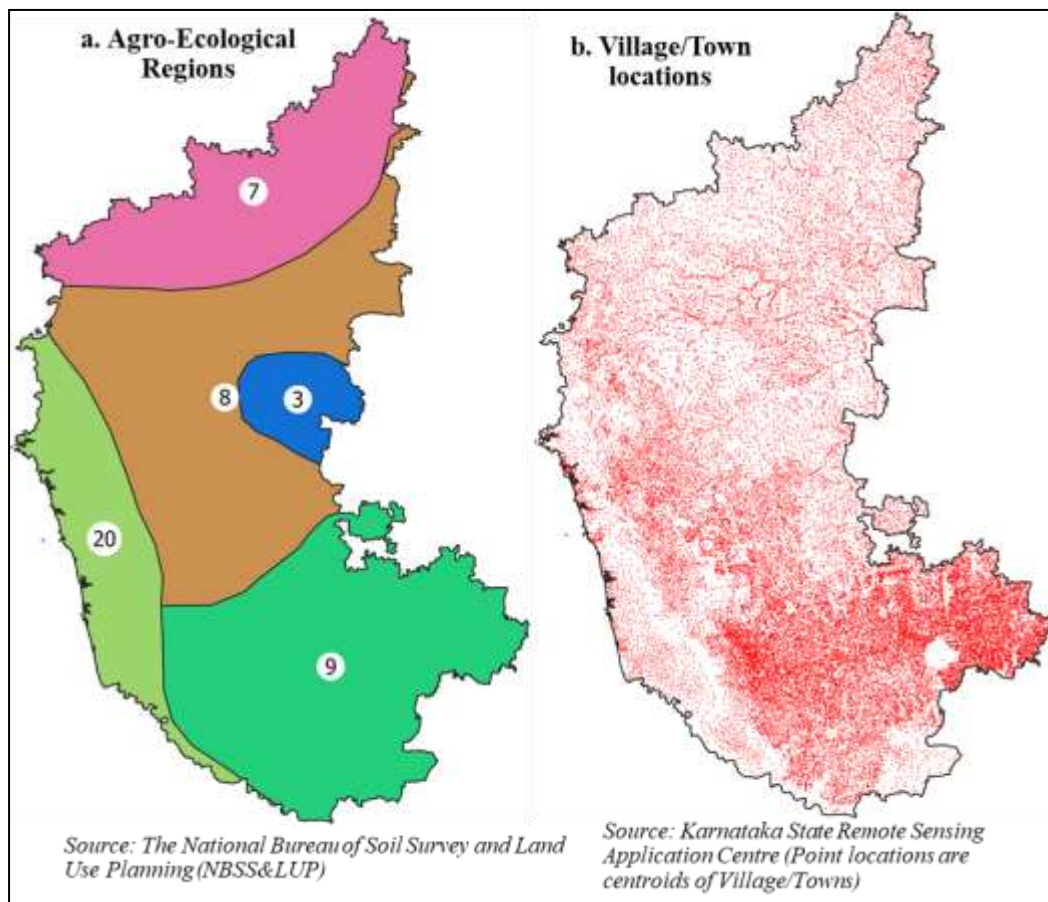 a. Agro-Ecological
Regions
b. Village/Town
locations
7
8
3
20
9
Source: The National Bureau of Soil Survey and Land
Use Planning (NBSS&LUP)
Source: Karnataka State Remote Sensing
Application Centre (Point locations are
centroids of Village/Towns)